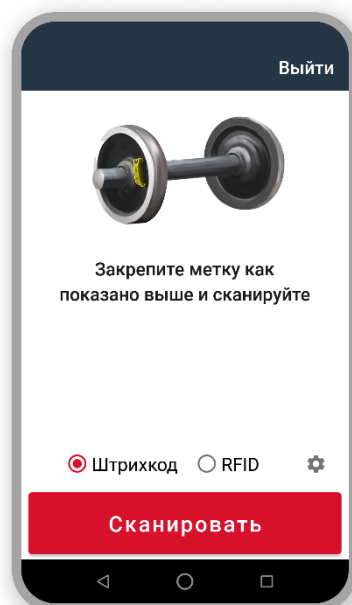 Выйти
Закрепите метку как
показано выше и сканируйте
Штрихкод RFID
Сканировать